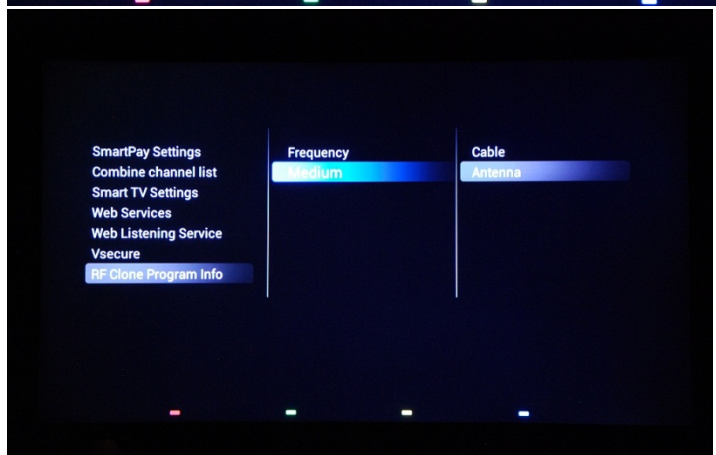 SmartPay Settings
Combine channel list
Smart TV Settings
Web Services
Web Listening Service
Vsecure
RF Clone Program Info
Frequency
Medium
Cable
Antenna